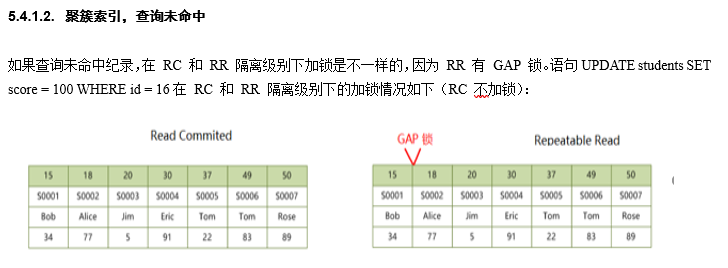 5.4.1.2. 聚簇索引，查询未命中
如果查询未命中纪录，在 RC 和 RR 隔离级别下加锁是不一样的，因为 RR 有 GAP 锁。语句 UPDATE students SET
score = 100 WHERE id = 16 在 RC 和 RR 隔离级别下的加锁情况如下（RC 不加锁）：
Read Commited
15 18 20 30 37 49 50
S0001 S0002 S0003 S0004 S0005 S0006 S0007
Bob Alice Jim Eric Tom Tom Rose
34 77 5 91 22 83 89
GAP 锁
Repeatable Read
15 18 20 30 37 49 50
S0001 S0002 S0003 S0004 S0005 S0006 S0007
Bob Alice Jim Eric Tom Tom Rose
34 77 5 91 22 83 89